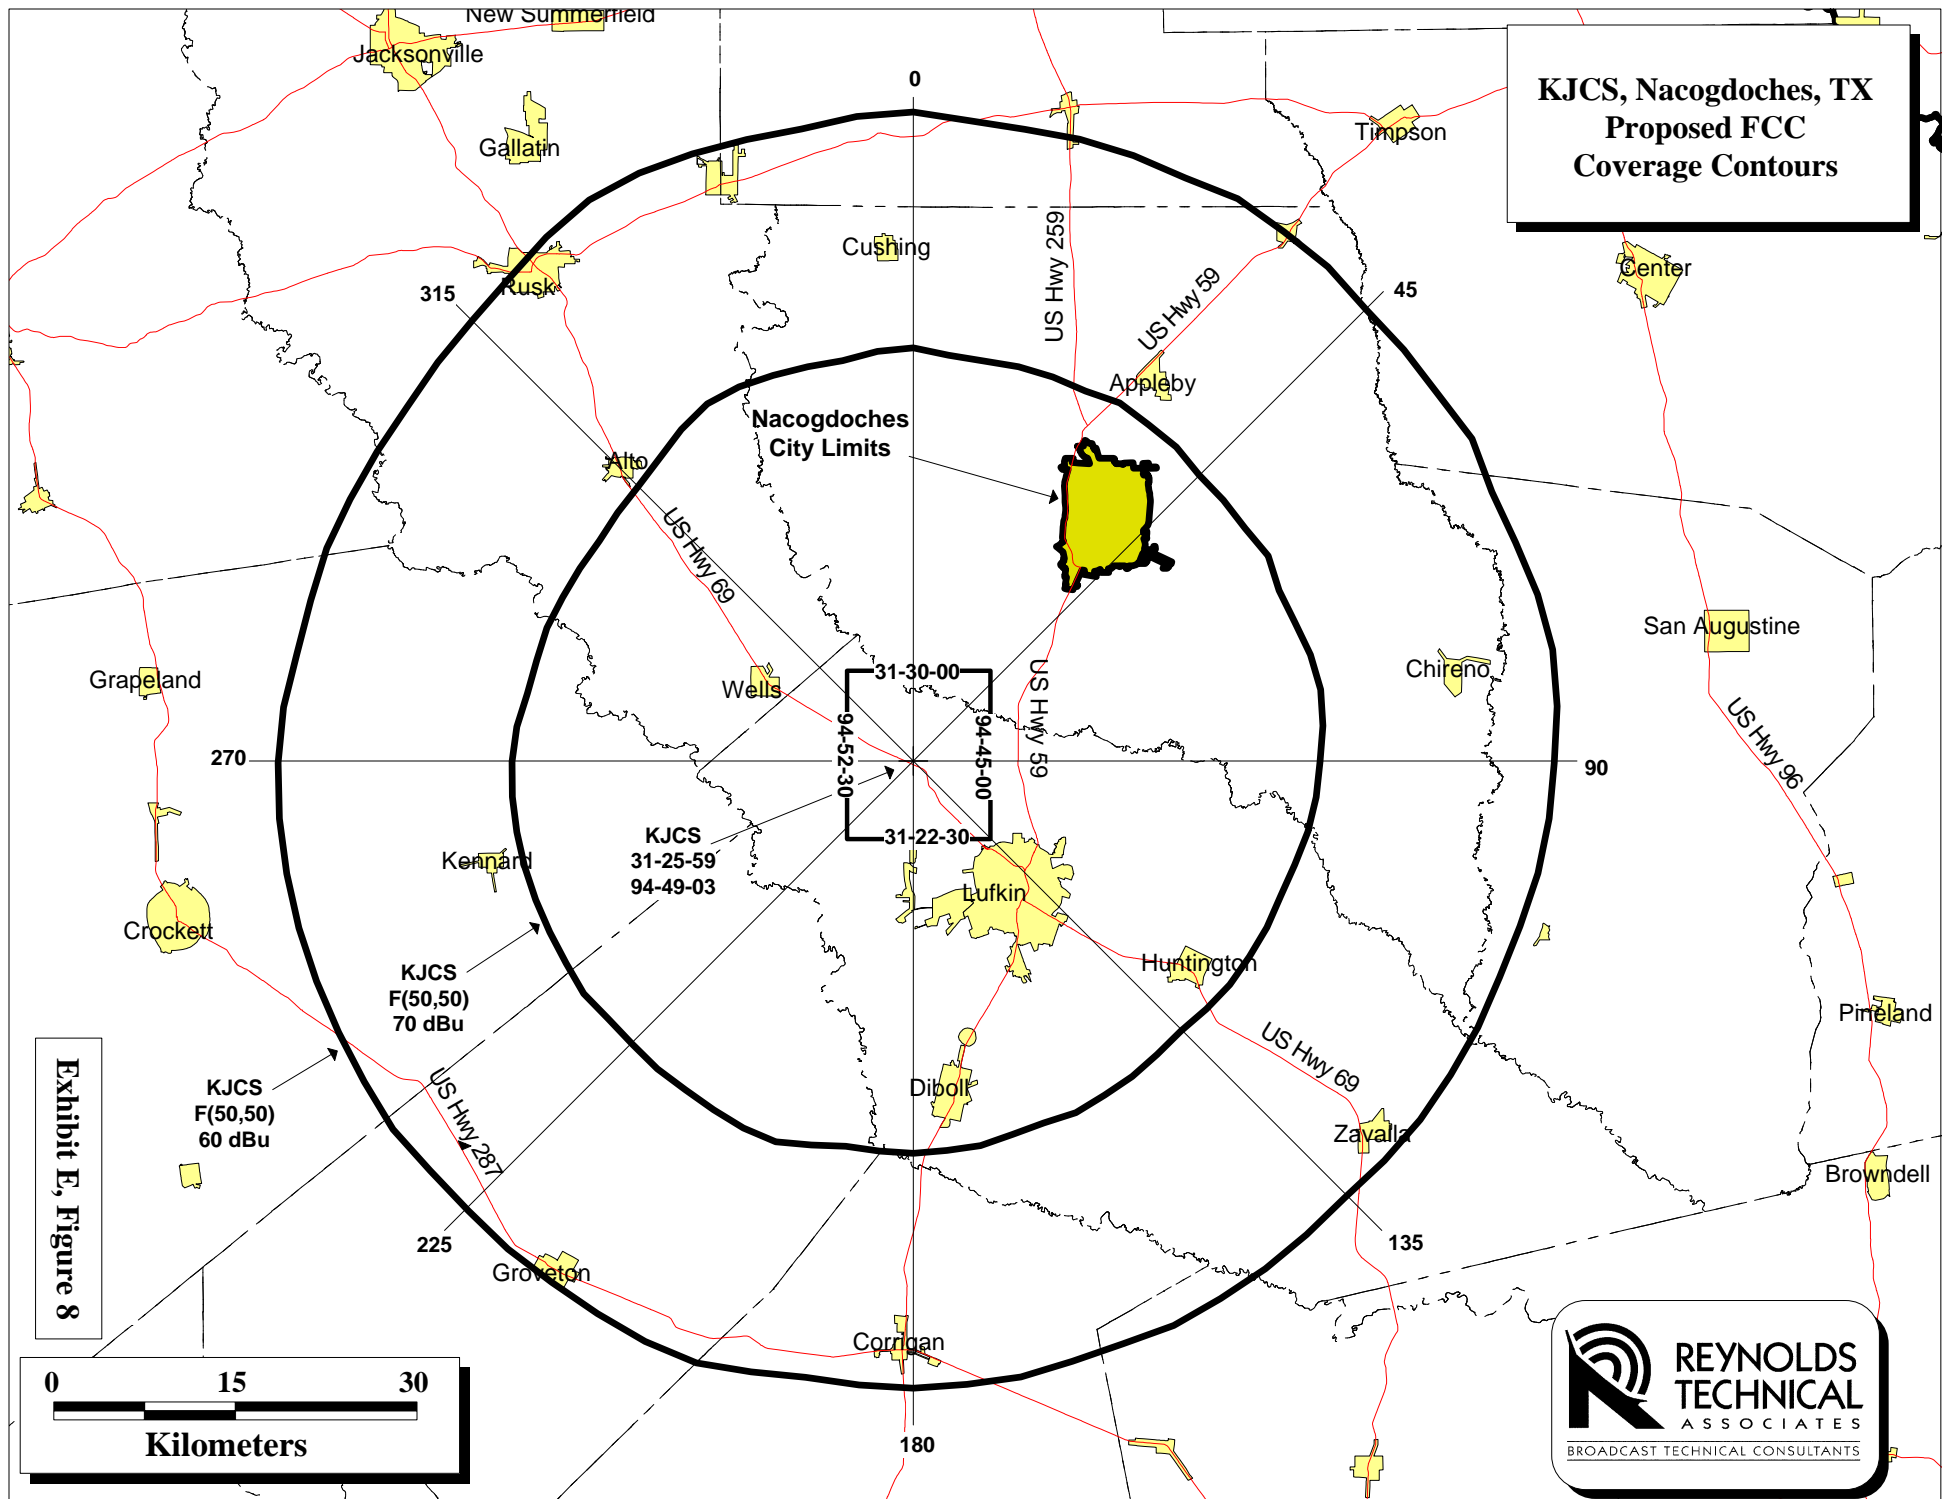 New Summerfield
Jacksonville
0
KJCS, Nacogdoches, TX
Proposed FCC
Coverage Contours
Gallatin
Timpson
Cushing
US Hwy 259
Center
Rusk
315
45
US Hwy 59
Appleby
Nacogdoches
City Limits
Alto
US Hwy 69
San Augustine
Grapeland
Wells
31-30-00
US Hwy 59
Chireno
94-52-30
94-45-00
US Hwy 96
270
90
KJCS
31-25-59
94-49-03
31-22-30
Kennard
Lufkin
Crockett
Huntington
KJCS
F(50,50)
70 dBu
Pineland
US Hwy 69
Exhibit E, Figure 8
KJCS
F(50,50)
60 dBu
US Hwy 287
Diboll
Zavalla
Browndell
225
135
Groveton
Corrigan
0 15 30
Kilometers
180
REYNOLDS
TECHNICAL
ASSOCIATES
BROADCAST TECHNICAL CONSULTANTS